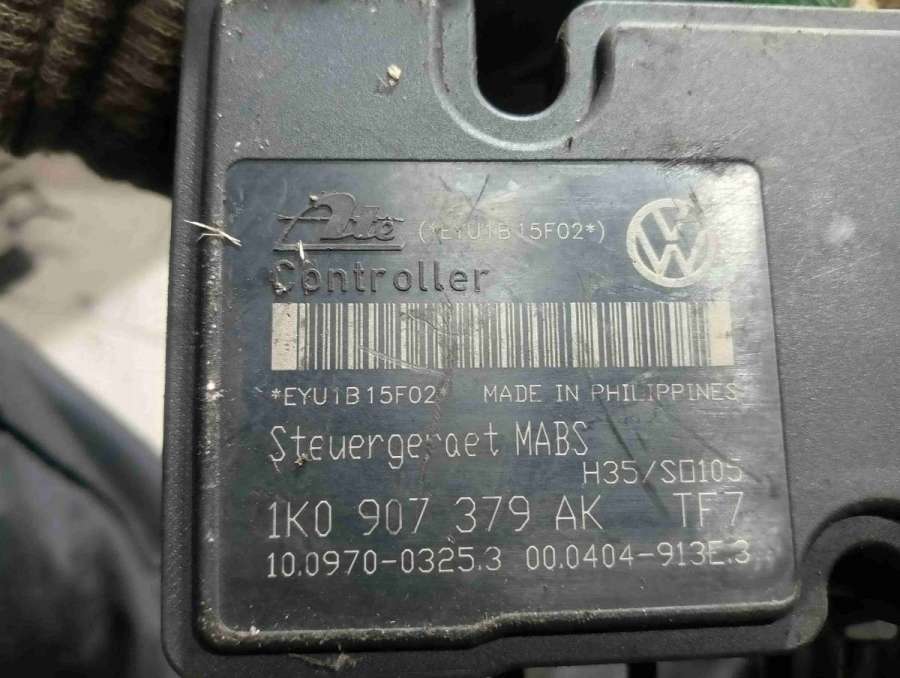 Ate (*EYU1B15F02*)
Controller
*EYU1B15F02* MADE IN PHILIPPINES
Steuergeraet MABS
H35/S0105
1K0 907 379 AK TF7
10.0970-0325.3 00.0404-913E.3